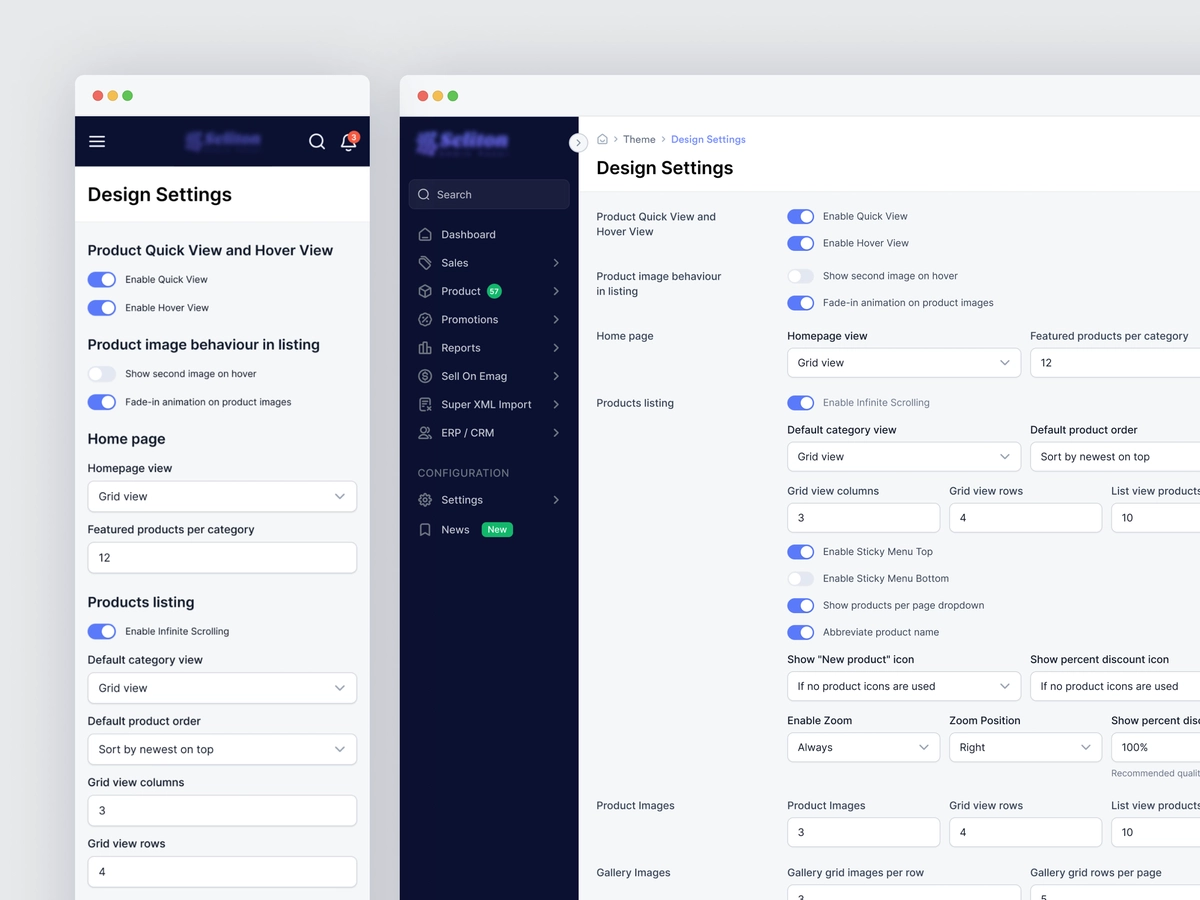 Seliton
3
Design Settings
Product Quick View and Hover View
Enable Quick View
Enable Hover View
Product image behaviour in listing
Show second image on hover
Fade-in animation on product images
Home page
Homepage view
Grid view
Featured products per category
12
Products listing
Enable Infinite Scrolling
Default category view
Grid view
Default product order
Sort by newest on top
Grid view columns
3
Grid view rows
4
Seliton
Search
Dashboard
Sales
Product 57
Promotions
Reports
Sell On Emag
Super XML Import
ERP / CRM
CONFIGURATION
Settings
News New
Theme Design Settings
Design Settings
Product Quick View and
Hover View
Enable Quick View
Enable Hover View
Product image behaviour
in listing
Show second image on hover
Fade-in animation on product images
Home page
Homepage view Featured products per category
Grid view 12
Products listing
Enable Infinite Scrolling
Default category view Default product order
Grid view Sort by newest on top
Grid view columns Grid view rows List view products
3 4 10
Enable Sticky Menu Top
Enable Sticky Menu Bottom
Show products per page dropdown
Abbreviate product name
Show "New product" icon Show percent discount icon
If no product icons are used If no product icons are used
Enable Zoom Zoom Position Show percent disc
Always Right 100%
Recommended qualit
Product Images
Product Images Grid view rows List view products
3 4 10
Gallery Images
Gallery grid images per row Gallery grid rows per page
3 5